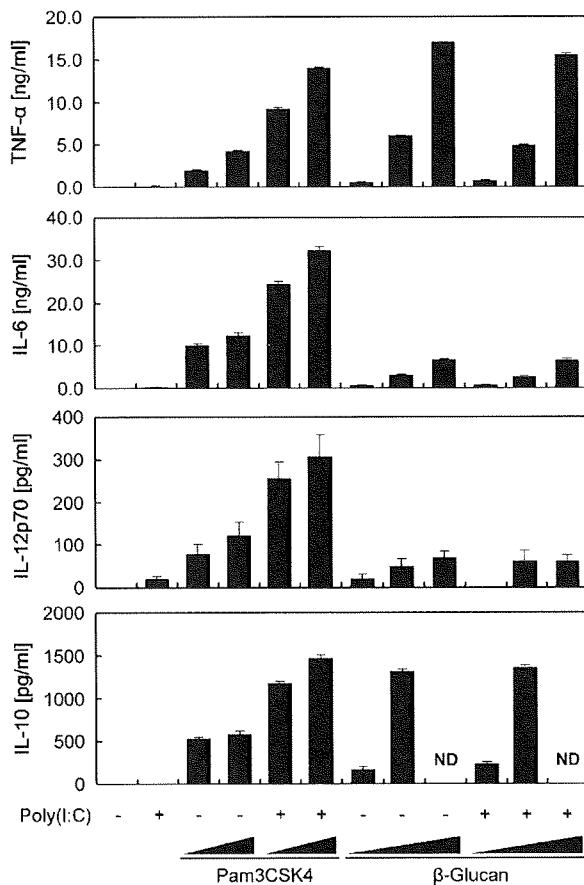 20.0
15.0
10.0
5.0
0.0
TNF-α [ng/ml]
40.0
30.0
20.0
10.0
0.0
IL-6 [ng/ml]
400
300
200
100
0
IL-12p70 [pg/ml]
2000
1500
1000
500
0
IL-10 [pg/ml]
ND ND
Poly(I:C) - + - - + + - - - + + +
Pam3CSK4 β-Glucan